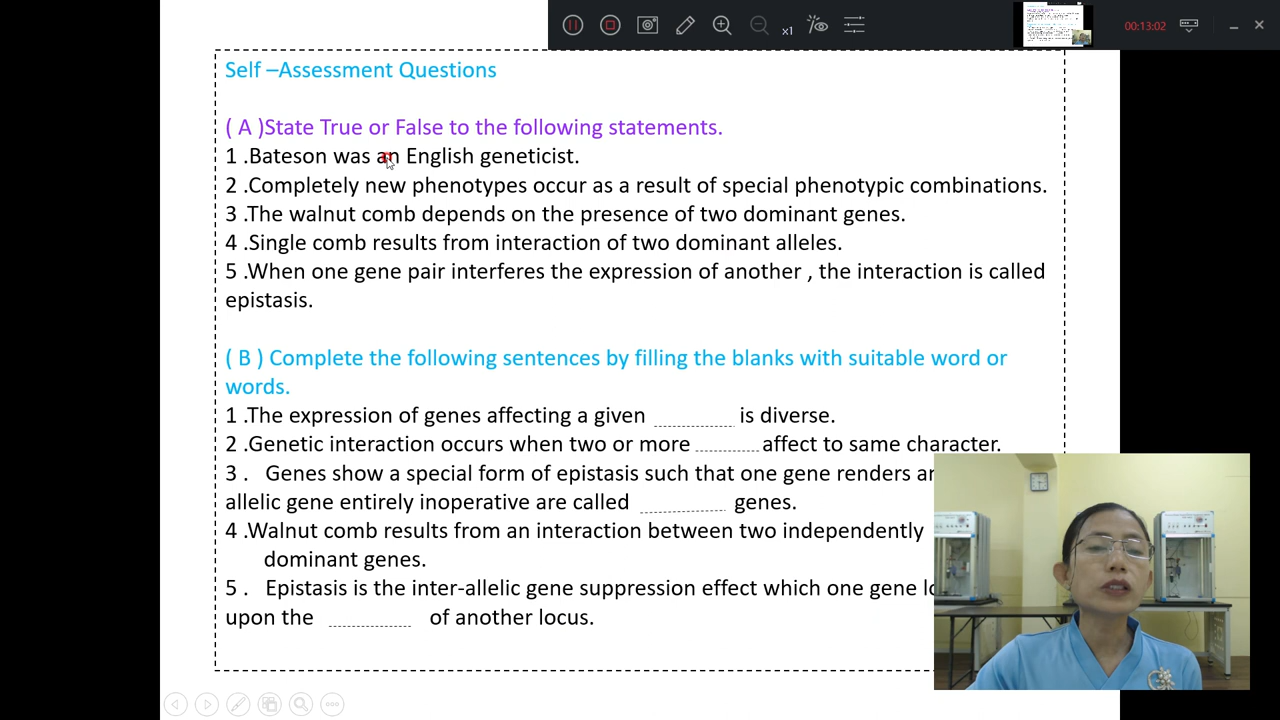 x1
00:13:02
Self –Assessment Questions
( A )State True or False to the following statements.
1 .Bateson was an English geneticist.
2 .Completely new phenotypes occur as a result of special phenotypic combinations.
3 .The walnut comb depends on the presence of two dominant genes.
4 .Single comb results from interaction of two dominant alleles.
5 .When one gene pair interferes the expression of another , the interaction is called
epistasis.
( B ) Complete the following sentences by filling the blanks with suitable word or
words.
1 .The expression of genes affecting a given .............. is diverse.
2 .Genetic interaction occurs when two or more ........... affect to same character.
3 . Genes show a special form of epistasis such that one gene renders
allelic gene entirely inoperative are called .............. genes.
4 .Walnut comb results from an interaction between two independently
dominant genes.
5 . Epistasis is the inter-allelic gene suppression effect which one gene
upon the .............. of another locus.